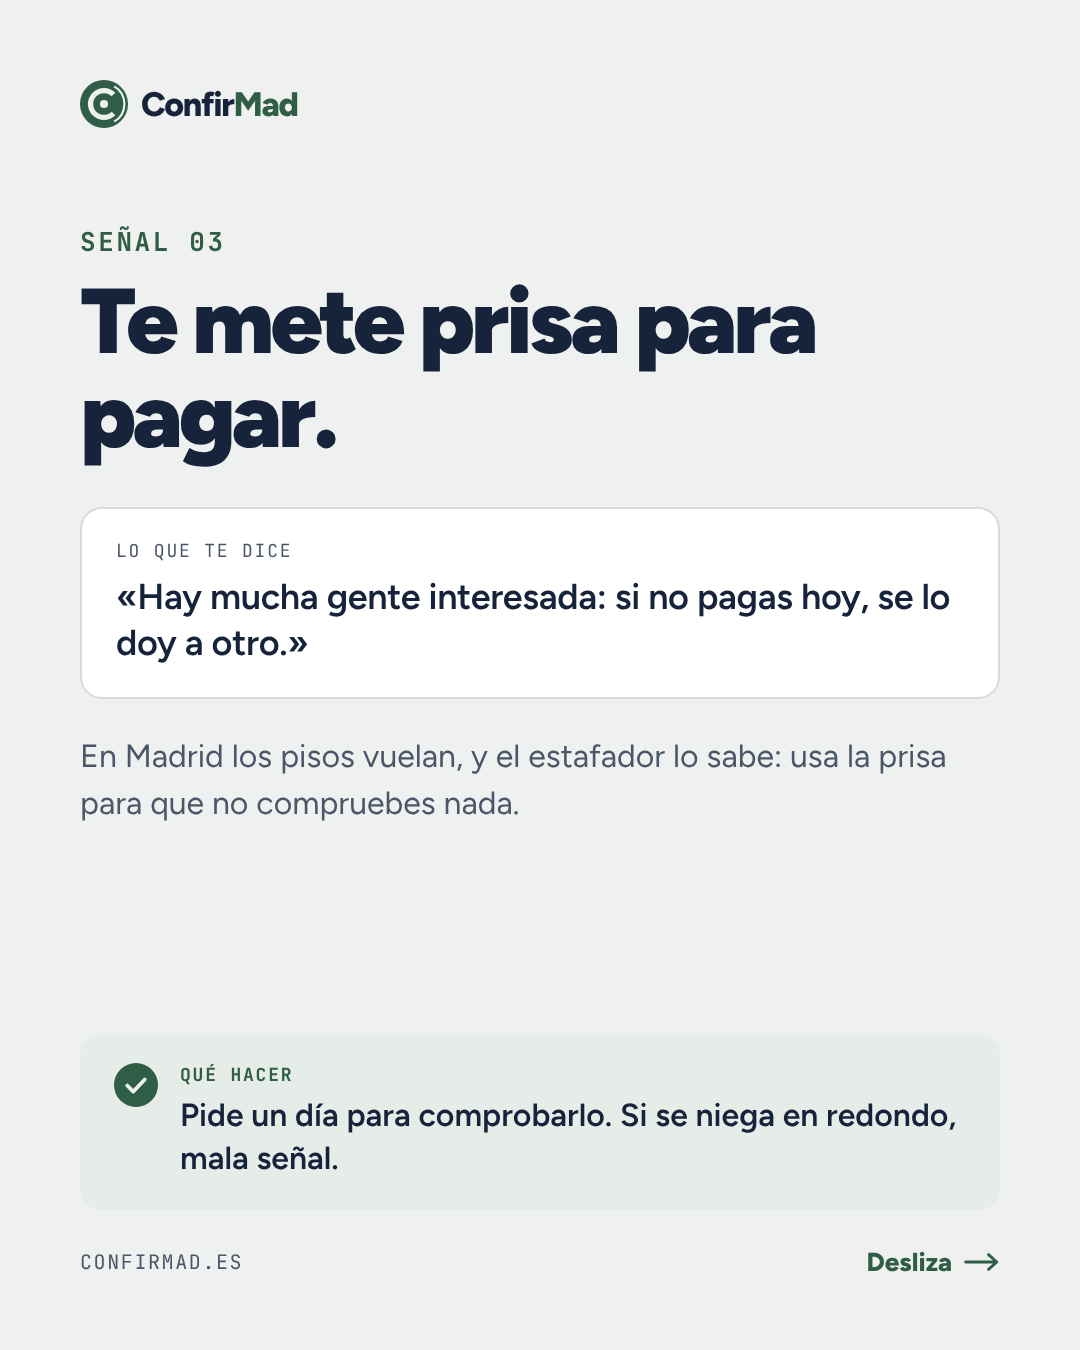 ConfirMad
SEÑAL 03
Te mete prisa para
pagar.
LO QUE TE DICE
«Hay mucha gente interesada: si no pagas hoy, se lo
doy a otro.»
En Madrid los pisos vuelan, y el estafador lo sabe: usa la prisa
para que no compruebes nada.
QUÉ HACER
Pide un día para comprobarlo. Si se niega en redondo,
mala señal.
CONFIRMAD.ES
Desliza →